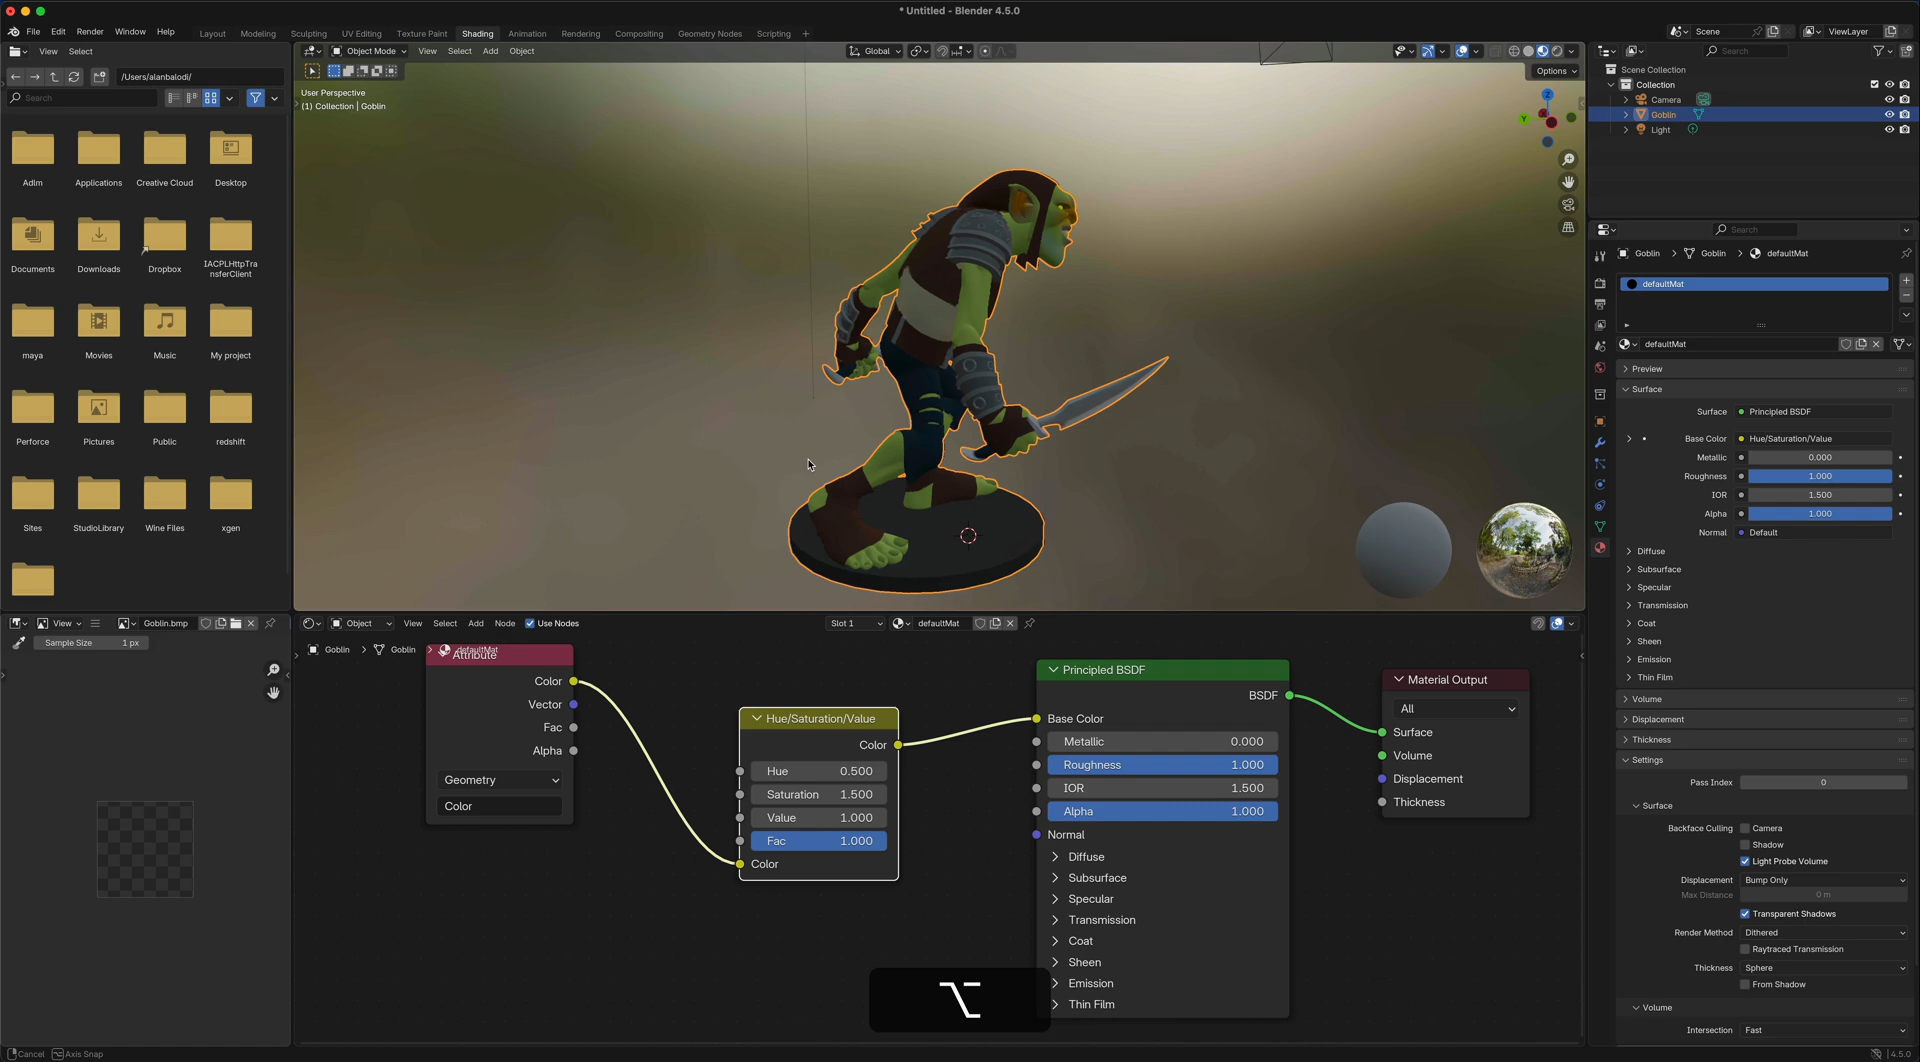 * Untitled - Blender 4.5.0
File Edit Render Window Help
Layout Modeling Sculpting UV Editing Texture Paint Shading Animation Rendering Compositing Geometry Nodes Scripting +
Scene
ViewLayer
View Select
/Users/alanbalodi/
Search
Adlm Applications Creative Cloud Desktop
Documents Downloads Dropbox IACPLHttpTra
nsferClient
maya Movies Music My project
Perforce Pictures Public redshift
Sites StudioLibrary Wine Files xgen
Object Mode View Select Add Object
Global
Options
User Perspective
(1) Collection | Goblin
Z
Y
Search
Scene Collection
Collection
Camera
Goblin
Light
Search
Goblin > Goblin > defaultMat
defaultMat
defaultMat
Preview
Surface
Surface Principled BSDF
Base Color Hue/Saturation/Value
Metallic 0.000
Roughness 1.000
IOR 1.500
Alpha 1.000
Normal Default
Diffuse
Subsurface
Specular
Transmission
Coat
Sheen
Emission
Thin Film
Volume
Displacement
Thickness
Settings
Pass Index 0
Surface
Backface Culling Camera
Shadow
Light Probe Volume
Displacement Bump Only
Max Distance 0 m
Transparent Shadows
Render Method Dithered
Raytraced Transmission
Thickness Sphere
From Shadow
Volume
Intersection Fast
View
Goblin.bmp
Sample Size 1 px
Object View Select Add Node Use Nodes
Slot 1
defaultMat
Goblin > Goblin > defaultMat
Attribute
Color
Vector
Fac
Alpha
Geometry
Color
Hue/Saturation/Value
Color
Hue 0.500
Saturation 1.500
Value 1.000
Fac 1.000
Color
Principled BSDF
BSDF
Base Color
Metallic 0.000
Roughness 1.000
IOR 1.500
Alpha 1.000
Normal
Diffuse
Subsurface
Specular
Transmission
Coat
Sheen
Emission
Thin Film
Material Output
All
Surface
Volume
Displacement
Thickness
⌥
Cancel Axis Snap
4.5.0